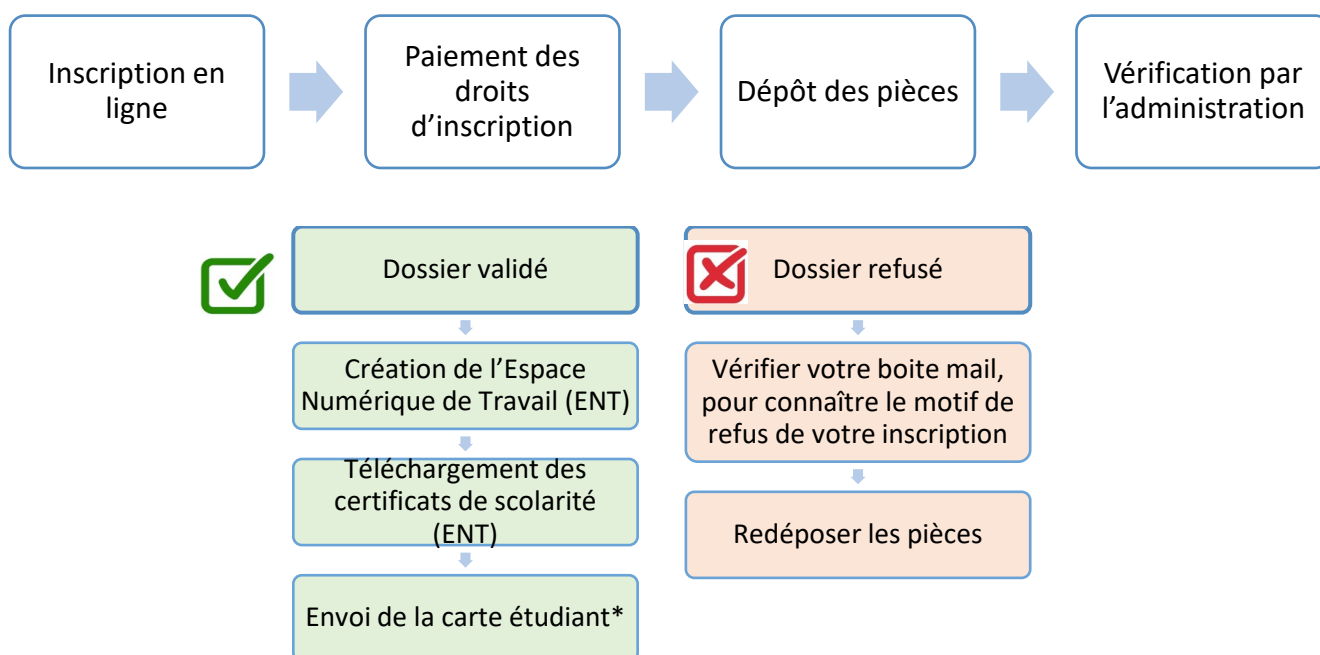 Inscription en
ligne
Paiement des
droits
d’inscription
Dépôt des pièces
Vérification par
l’administration
Dossier validé
Création de l’Espace
Numérique de Travail (ENT)
Téléchargement des
certificats de scolarité
(ENT)
Envoi de la carte étudiant*
Dossier refusé
Vérifier votre boite mail,
pour connaître le motif de
refus de votre inscription
Redéposer les pièces